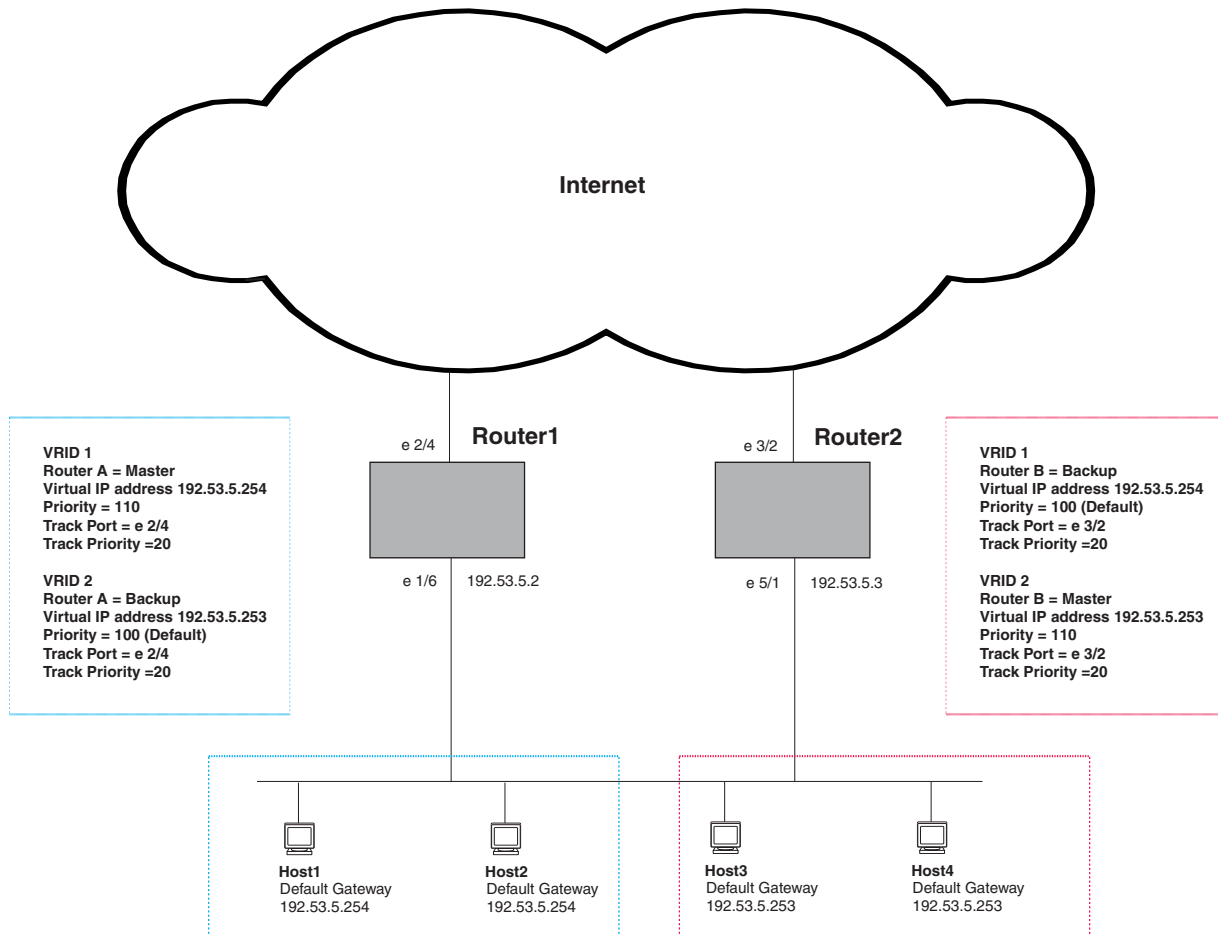 Internet
Router1
Router2
e 2/4
e 3/2
VRID 1
Router A = Master
Virtual IP address 192.53.5.254
Priority = 110
Track Port = e 2/4
Track Priority =20
VRID 2
Router A = Backup
Virtual IP address 192.53.5.253
Priority = 100 (Default)
Track Port = e 2/4
Track Priority =20
VRID 1
Router B = Backup
Virtual IP address 192.53.5.254
Priority = 100 (Default)
Track Port = e 3/2
Track Priority =20
VRID 2
Router B = Master
Virtual IP address 192.53.5.253
Priority = 110
Track Port = e 3/2
Track Priority =20
e 1/6
192.53.5.2
e 5/1
192.53.5.3
Host1
Default Gateway
192.53.5.254
Host2
Default Gateway
192.53.5.254
Host3
Default Gateway
192.53.5.253
Host4
Default Gateway
192.53.5.253